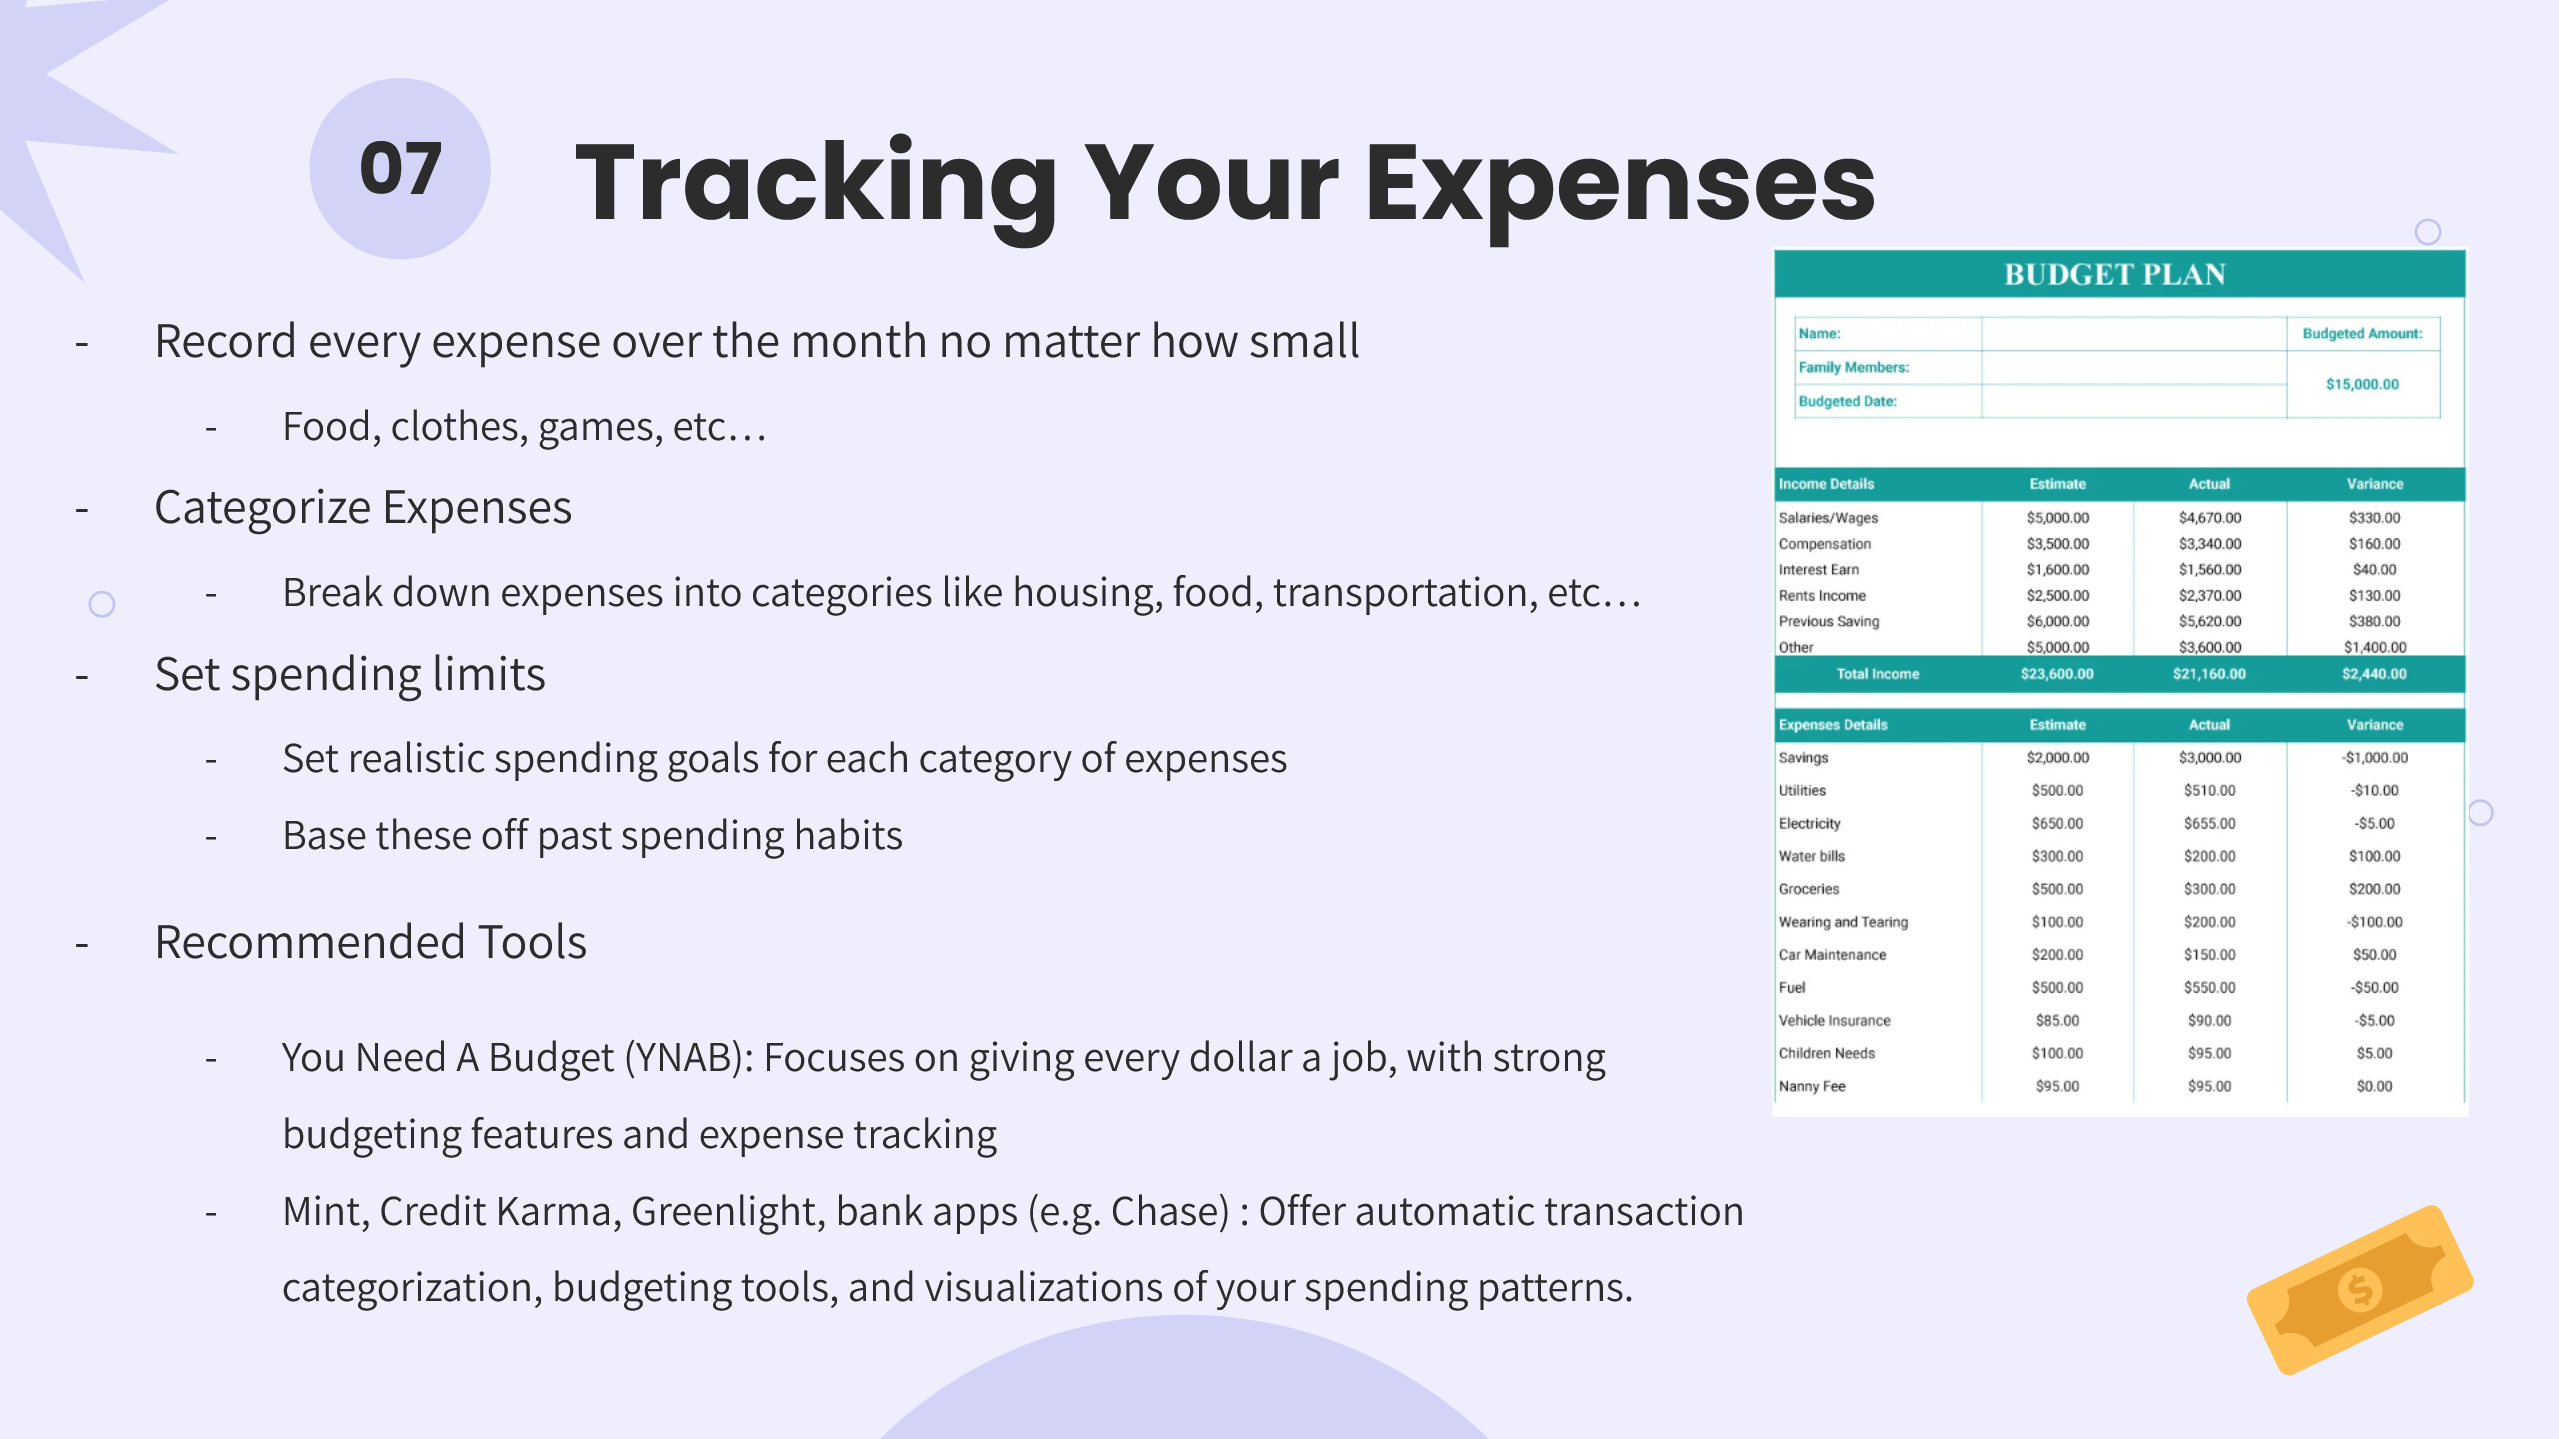 07
Tracking Your Expenses
- Record every expense over the month no matter how small
- Food, clothes, games, etc…
- Categorize Expenses
- Break down expenses into categories like housing, food, transportation, etc…
- Set spending limits
- Set realistic spending goals for each category of expenses
- Base these off past spending habits
- Recommended Tools
- You Need A Budget (YNAB): Focuses on giving every dollar a job, with strong
budgeting features and expense tracking
- Mint, Credit Karma, Greenlight, bank apps (e.g. Chase) : Offer automatic transaction
categorization, budgeting tools, and visualizations of your spending patterns.
BUDGET PLAN
Name: Budgeted Amount:
Family Members:
$15,000.00
Budgeted Date:
Income Details Estimate Actual Variance
Salaries/Wages $5,000.00 $4,670.00 $330.00
Compensation $3,500.00 $3,340.00 $160.00
Interest Earn $1,600.00 $1,560.00 $40.00
Rents Income $2,500.00 $2,370.00 $130.00
Previous Saving $6,000.00 $5,620.00 $380.00
Other $5,000.00 $3,600.00 $1,400.00
Total Income $23,600.00 $21,160.00 $2,440.00
Expenses Details Estimate Actual Variance
Savings $2,000.00 $3,000.00 -$1,000.00
Utilities $500.00 $510.00 -$10.00
Electricity $650.00 $655.00 -$5.00
Water bills $300.00 $200.00 $100.00
Groceries $500.00 $300.00 $200.00
Wearing and Tearing $100.00 $200.00 -$100.00
Car Maintenance $200.00 $150.00 $50.00
Fuel $500.00 $550.00 -$50.00
Vehicle Insurance $85.00 $90.00 -$5.00
Children Needs $100.00 $95.00 $5.00
Nanny Fee $95.00 $95.00 $0.00
$